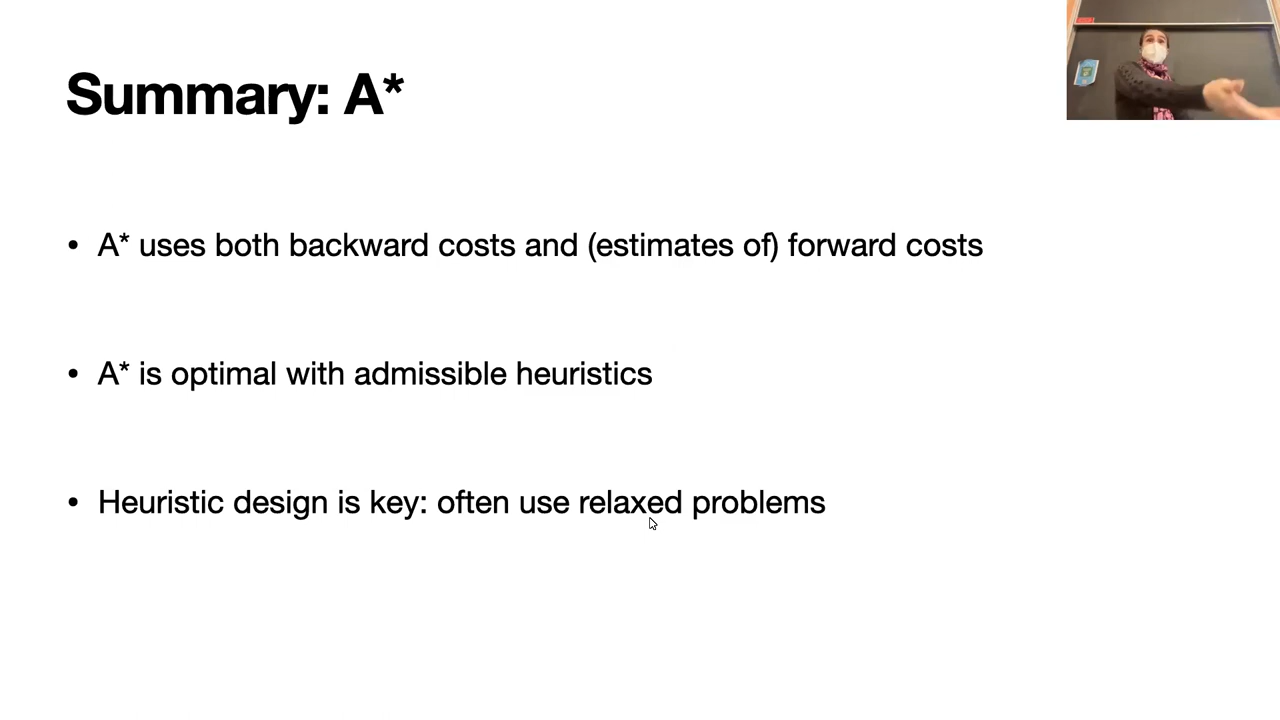 Summary: A*
• A* uses both backward costs and (estimates of) forward costs
• A* is optimal with admissible heuristics
• Heuristic design is key: often use relaxed problems